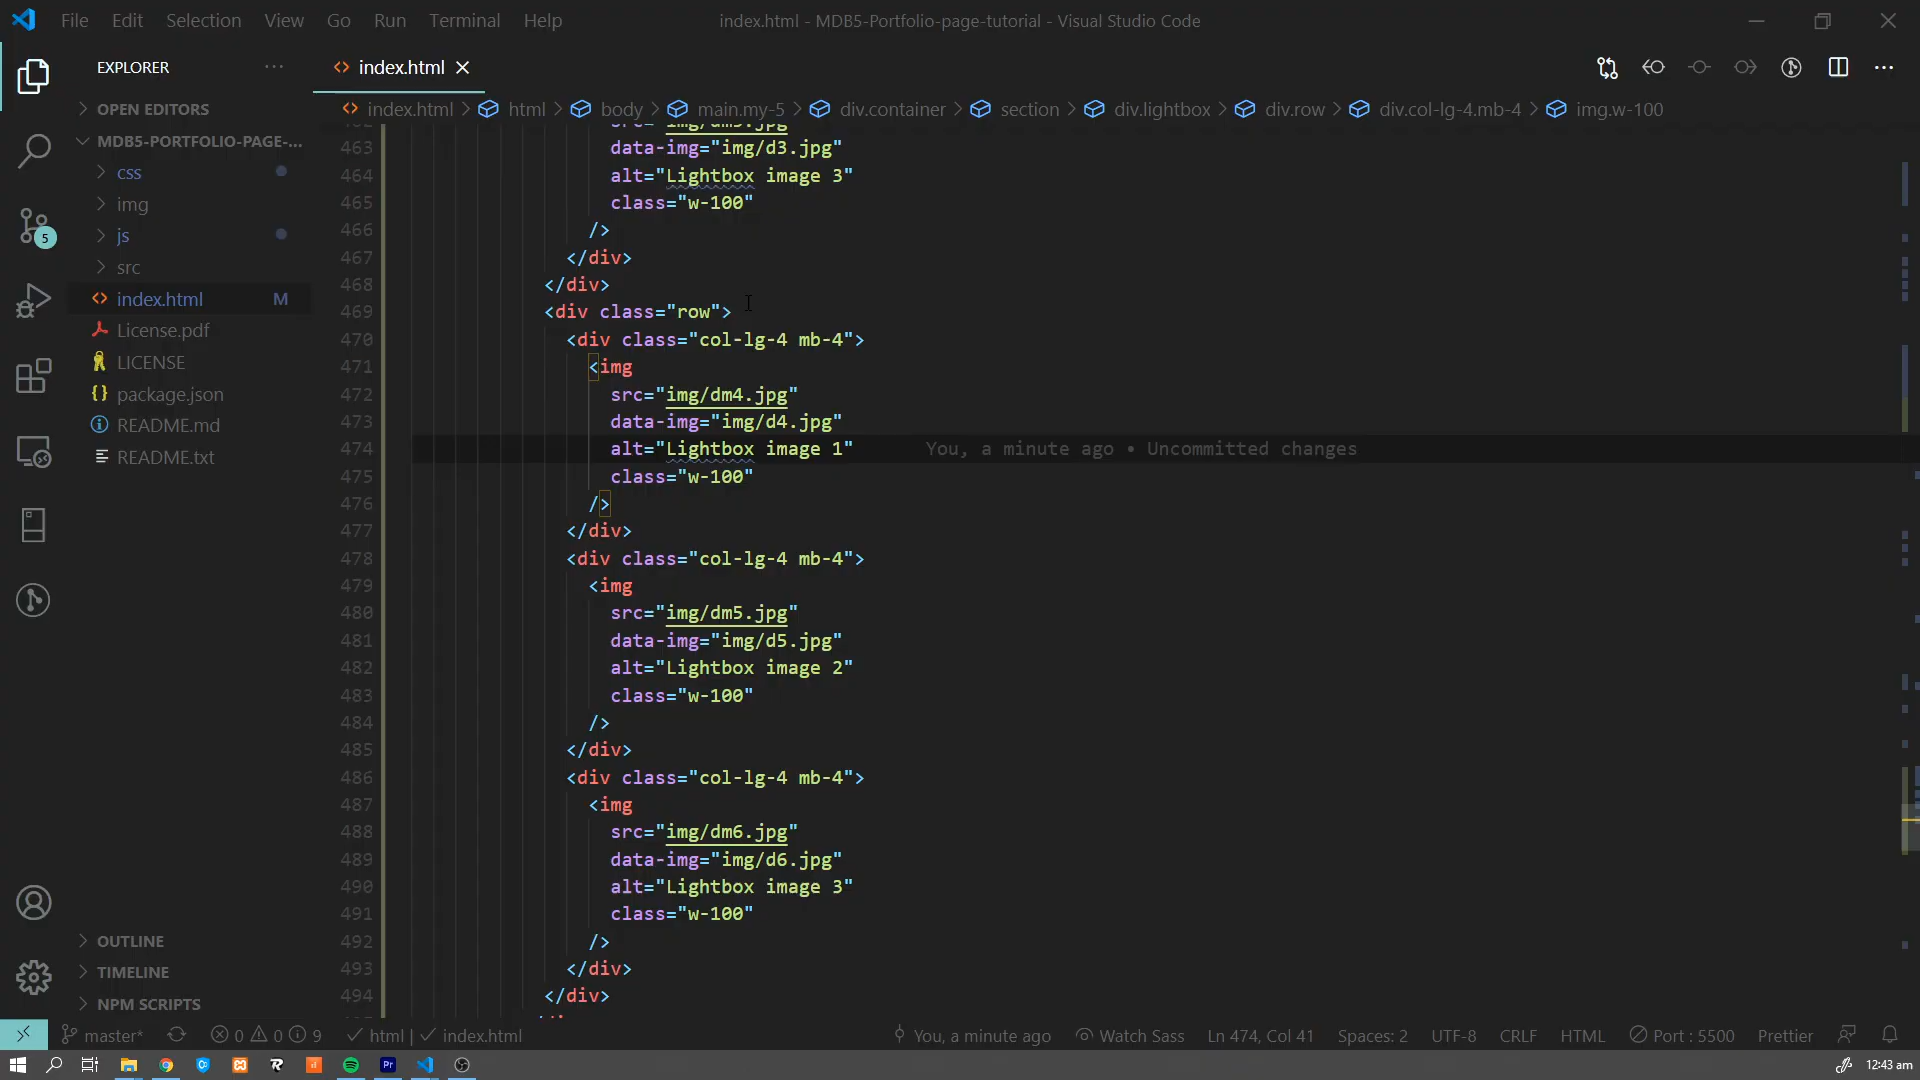 File Edit Selection View Go Run Terminal Help
index.html - MDB5-Portfolio-page-tutorial - Visual Studio Code
EXPLORER
index.html
OPEN EDITORS
index.html > html > body > main.my-5 > div.container > section > div.lightbox > div.row > div.col-lg-4.mb-4 > img.w-100
MDB5-PORTFOLIO-PAGE-...
css
img
js
src
index.html M
License.pdf
LICENSE
package.json
README.md
README.txt
OUTLINE
TIMELINE
NPM SCRIPTS
5
463 data-img="img/d3.jpg"
464 alt="Lightbox image 3"
465 class="w-100"
466 />
467 </div>
468 </div>
469 <div class="row">
470 <div class="col-lg-4 mb-4">
471 <img
472 src="img/dm4.jpg"
473 data-img="img/d4.jpg"
474 alt="Lightbox image 1" You, a minute ago • Uncommitted changes
475 class="w-100"
476 />
477 </div>
478 <div class="col-lg-4 mb-4">
479 <img
480 src="img/dm5.jpg"
481 data-img="img/d5.jpg"
482 alt="Lightbox image 2"
483 class="w-100"
484 />
485 </div>
486 <div class="col-lg-4 mb-4">
487 <img
488 src="img/dm6.jpg"
489 data-img="img/d6.jpg"
490 alt="Lightbox image 3"
491 class="w-100"
492 />
493 </div>
494 </div>
master* 0 0 9 html | index.html You, a minute ago Watch Sass Ln 474, Col 41 Spaces: 2 UTF-8 CRLF HTML Port : 5500 Prettier
Pr 12:43 am